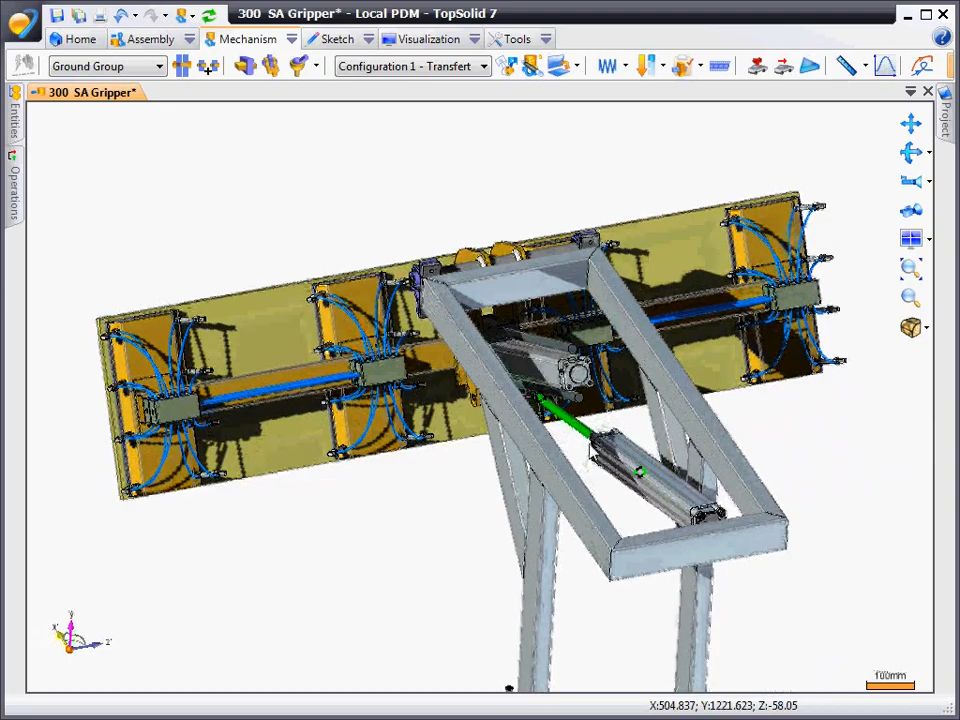 300 SA Gripper* - Local PDM - TopSolid 7
Home Assembly Mechanism Sketch Visualization Tools
Ground Group Configuration 1 - Transfert
300 SA Gripper*
Entities
Operations
Project
Y
X
Z
100mm
X:504.837; Y:1221.623; Z:-58.05